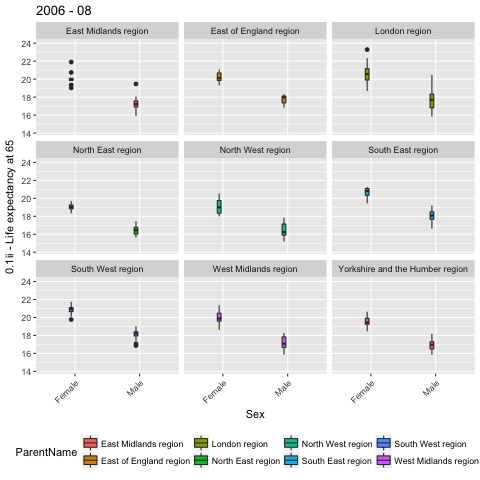 2006 - 08
East Midlands region East of England region London region
24
22
20
18
16
14
North East region North West region South East region
24
22
20
18
16
14
South West region West Midlands region Yorkshire and the Humber region
24
22
20
18
16
14
0.1ii - Life expectancy at 65
Female Male Female Male Female Male
Sex
ParentName
East Midlands region London region North West region South West region
East of England region North East region South East region West Midlands region